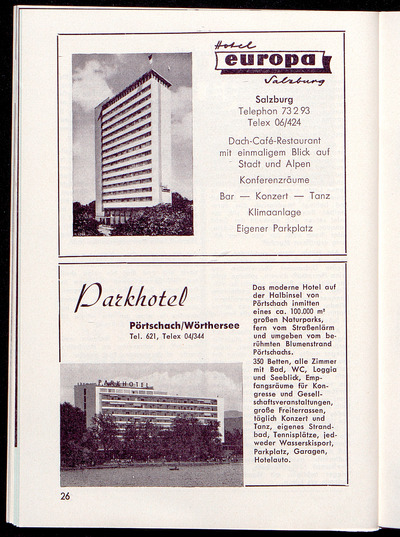 Hotel
europa
Salzburg
Salzburg
Telephon 73 2 93
Telex 06/424
Dach-Café-Restaurant
mit einmaligem Blick auf
Stadt und Alpen
Konferenzräume
Bar — Konzert — Tanz
Klimaanlage
Eigener Parkplatz
Parkhotel
Pörtschach/Wörthersee
Tel. 621, Telex 04/344
PARKHOTEL
Das moderne Hotel auf
der Halbinsel von
Pörtschach inmitten
eines ca. 100.000 m²
großen Naturparks,
fern vom Straßenlärm
und umgeben vom be-
rühmten Blumenstrand
Pörtschachs.
350 Betten, alle Zimmer
mit Bad, WC, Loggia
und Seeblick, Emp-
fangsräume für Kon-
gresse und Gesell-
schaftsveranstaltungen,
große Freiterrassen,
täglich Konzert und
Tanz, eigenes Strand-
bad, Tennisplätze, jed-
weder Wasserskisport,
Parkplatz, Garagen,
Hotelauto.
26